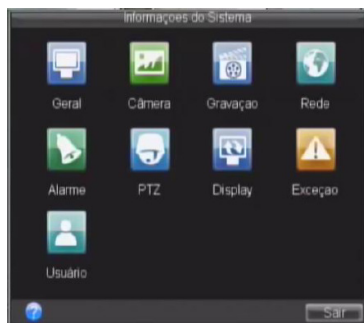 Informações do Sistema
Geral Câmera Gravaçao Rede
Alarme PTZ Display Exceçao
Usuário
Sair